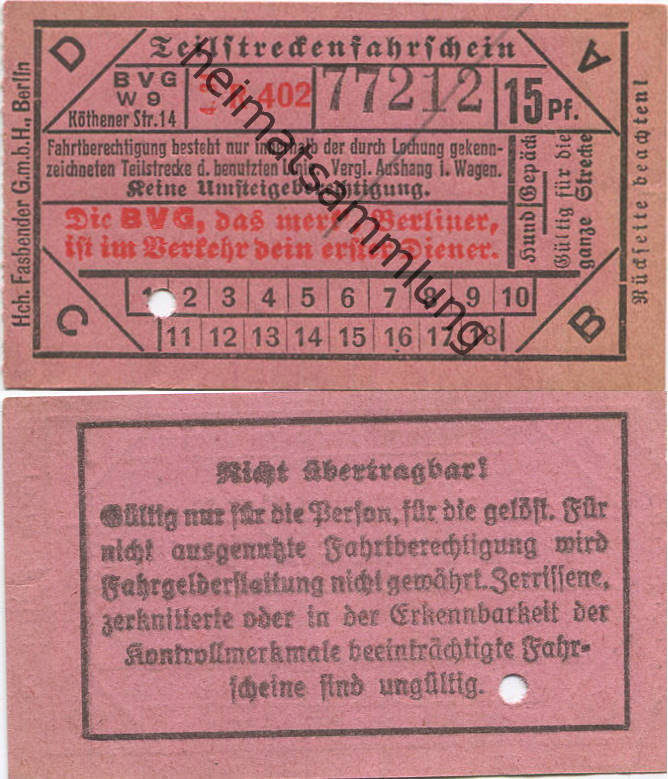 Teilstreckenfahrschein
D
A
BVG
W 9
Köthener Str. 14
402
77212
15 Pf.
Fahrtberechtigung besteht nur innerhalb der durch Lochung gekenn-
zeichneten Teilstrecke d. benutzten Linie. Vergl. Aushang i. Wagen.
Keine Umsteigeberechtigung.
Die BVG, das merke Berliner,
ist im Verkehr dein erster Diener.
Hund Gepäck
Gültig für die
ganze Strecke
1 2 3 4 5 6 7 8 9 10
11 12 13 14 15 16 17 18
C
B
Hch. Fasbender G.m.b.H., Berlin
Rückseite beachten!
heimatsammlung
Nicht übertragbar!
Gültig nur für die Person, für die gelöst. Für
nicht ausgenutzte Fahrtberechtigung wird
Fahrgelderstattung nicht gewährt. Zerrissene,
zerknitterte oder in der Erkennbarkeit der
Kontrollmerkmale beeinträchtigte Fahr-
scheine sind ungültig.